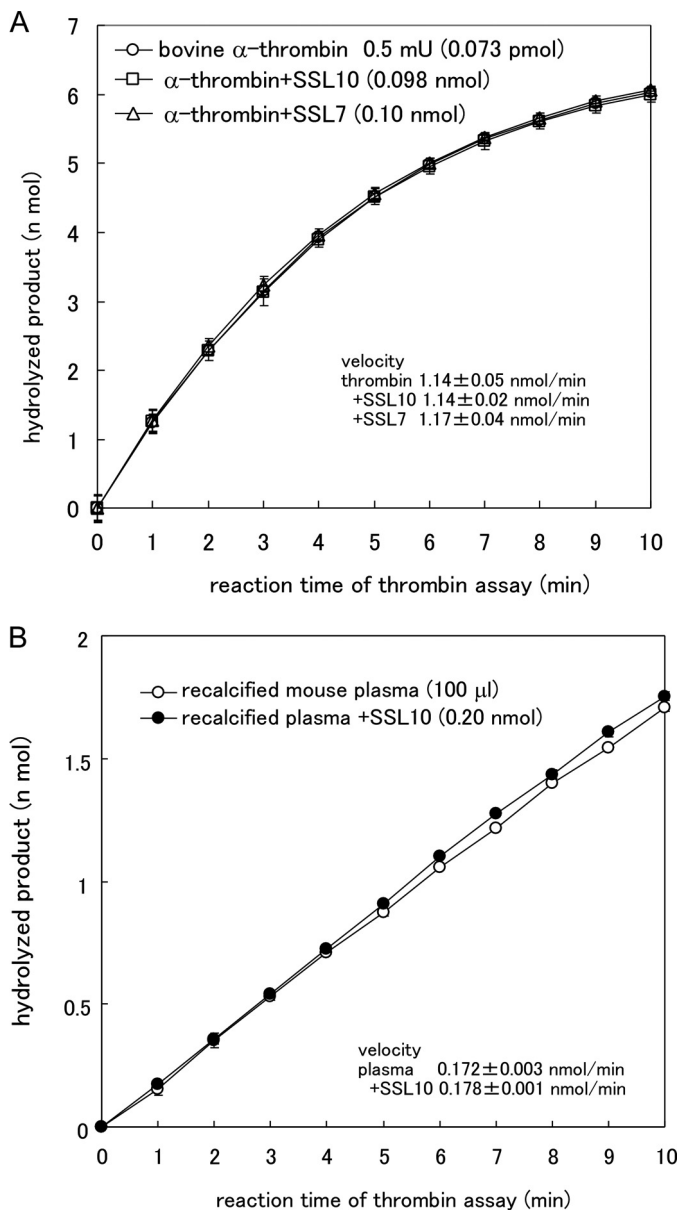 A
7
6
5
4
3
2
1
0
hydrolyzed product (n mol)
bovine α-thrombin 0.5 mU (0.073 pmol)
α-thrombin+SSL10 (0.098 nmol)
α-thrombin+SSL7 (0.10 nmol)
velocity
thrombin 1.14±0.05 nmol/min
+SSL10 1.14±0.02 nmol/min
+SSL7 1.17±0.04 nmol/min
0 1 2 3 4 5 6 7 8 9 10
reaction time of thrombin assay (min)
B
2
1.5
1
0.5
0
hydrolyzed product (n mol)
recalcified mouse plasma (100 μl)
recalcified plasma +SSL10 (0.20 nmol)
velocity
plasma 0.172±0.003 nmol/min
+SSL10 0.178±0.001 nmol/min
0 1 2 3 4 5 6 7 8 9 10
reaction time of thrombin assay (min)